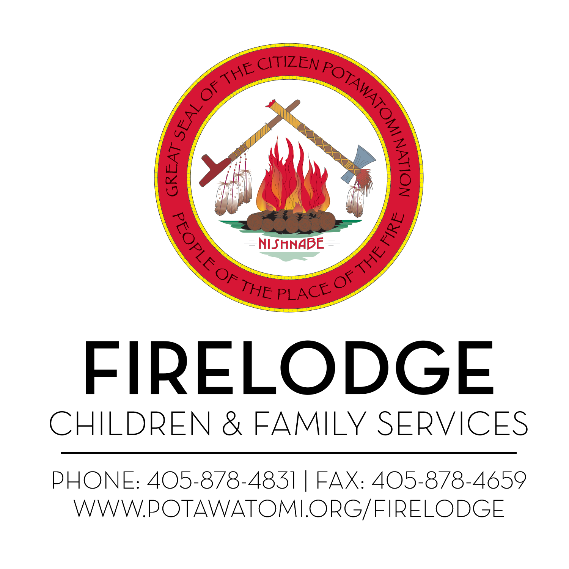 GREAT SEAL OF THE CITIZEN POTAWATOMI NATION
PEOPLE OF THE PLACE OF THE FIRE
NISHNABE
FIRELODGE
CHILDREN & FAMILY SERVICES
PHONE: 405-878-4831 | FAX: 405-878-4659
WWW.POTAWATOMI.ORG/FIRELODGE